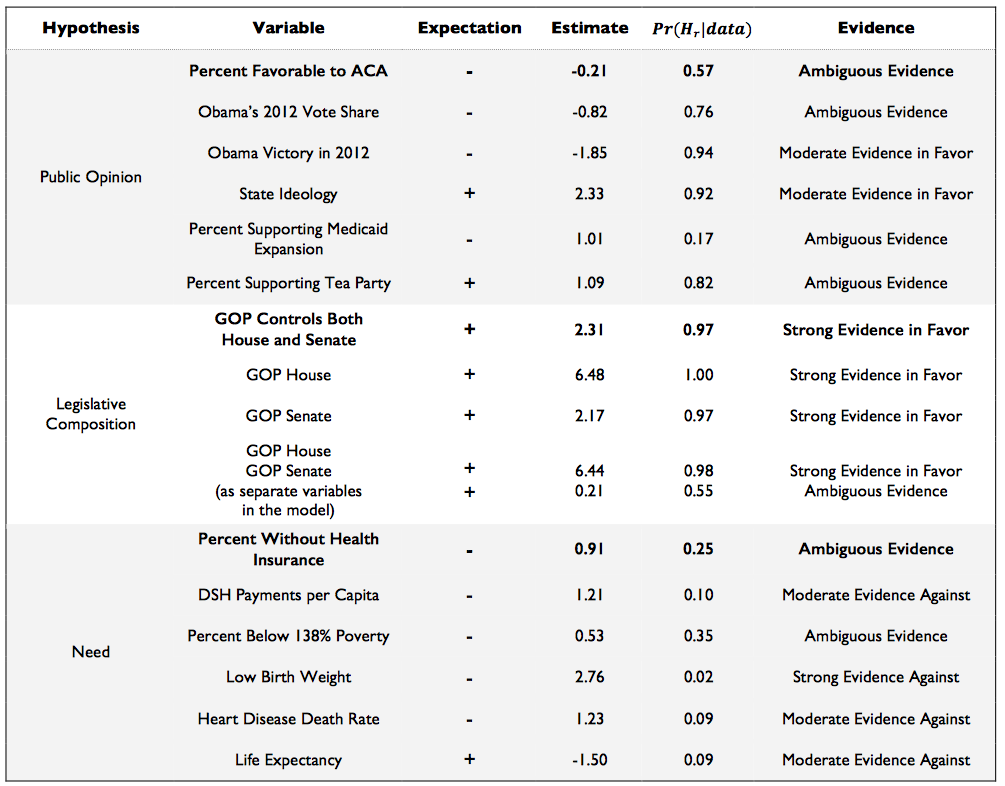 Hypothesis Variable Expectation Estimate Pr(Hᵣ|data) Evidence
Public Opinion
Percent Favorable to ACA - -0.21 0.57 Ambiguous Evidence
Obama's 2012 Vote Share - -0.82 0.76 Ambiguous Evidence
Obama Victory in 2012 - -1.85 0.94 Moderate Evidence in Favor
State Ideology + 2.33 0.92 Moderate Evidence in Favor
Percent Supporting Medicaid
Expansion - 1.01 0.17 Ambiguous Evidence
Percent Supporting Tea Party + 1.09 0.82 Ambiguous Evidence
Legislative
Composition
GOP Controls Both
House and Senate + 2.31 0.97 Strong Evidence in Favor
GOP House + 6.48 1.00 Strong Evidence in Favor
GOP Senate + 2.17 0.97 Strong Evidence in Favor
GOP House
GOP Senate + 6.44 0.98 Strong Evidence in Favor
(as separate variables + 0.21 0.55 Ambiguous Evidence
in the model)
Need
Percent Without Health
Insurance - 0.91 0.25 Ambiguous Evidence
DSH Payments per Capita - 1.21 0.10 Moderate Evidence Against
Percent Below 138% Poverty - 0.53 0.35 Ambiguous Evidence
Low Birth Weight - 2.76 0.02 Strong Evidence Against
Heart Disease Death Rate - 1.23 0.09 Moderate Evidence Against
Life Expectancy + -1.50 0.09 Moderate Evidence Against